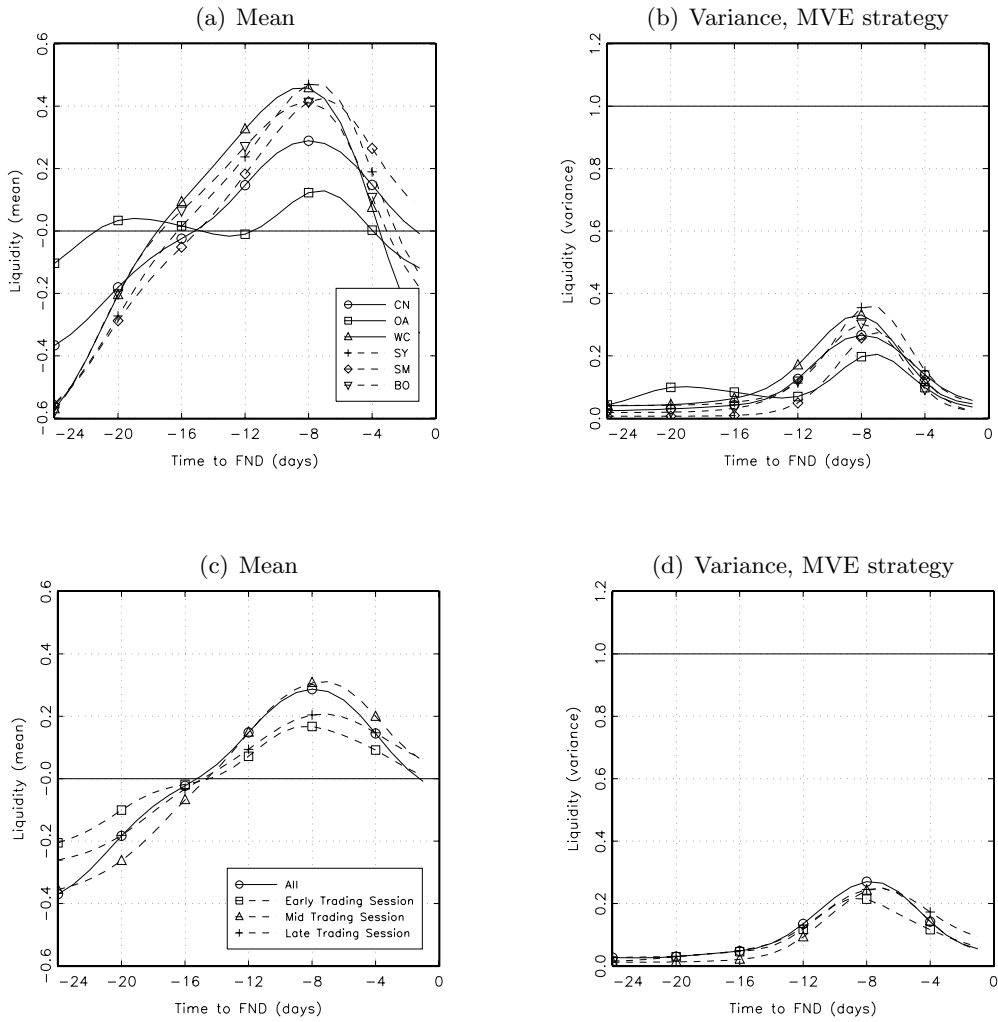 (a) Mean
Liquidity (mean)
0.6
0.4
0.2
−0.0
−0.2
−0.4
−0.6
CN
OA
WC
SY
SM
BO
−24 −20 −16 −12 −8 −4 0
Time to FND (days)
(b) Variance, MVE strategy
Liquidity (variance)
1.2
1.0
0.8
0.6
0.4
0.2
0.0
−24 −20 −16 −12 −8 −4 0
Time to FND (days)
(c) Mean
Liquidity (mean)
0.6
0.4
0.2
−0.0
−0.2
−0.4
−0.6
All
Early Trading Session
Mid Trading Session
Late Trading Session
−24 −20 −16 −12 −8 −4 0
Time to FND (days)
(d) Variance, MVE strategy
Liquidity (variance)
1.2
1.0
0.8
0.6
0.4
0.2
0.0
−24 −20 −16 −12 −8 −4 0
Time to FND (days)